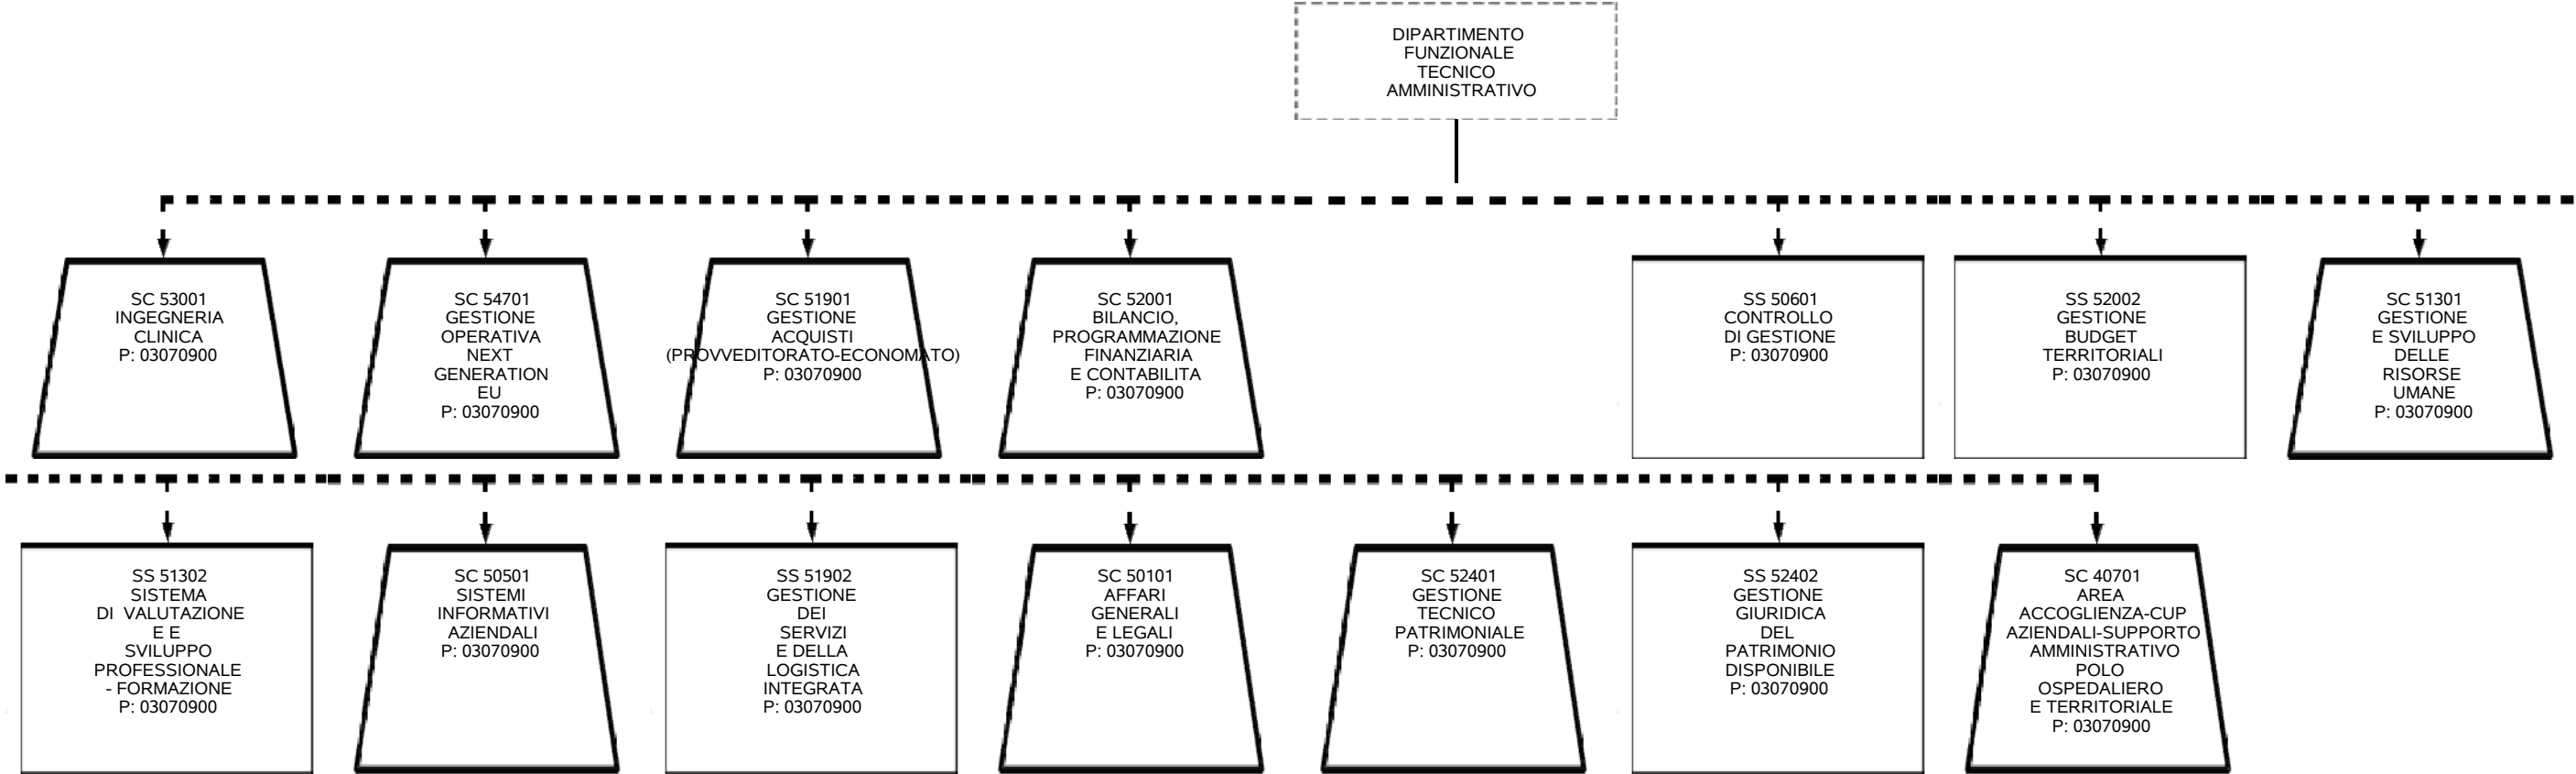 DIPARTIMENTO
FUNZIONALE
TECNICO
AMMINISTRATIVO
SC 53001
INGEGNERIA
CLINICA
P: 03070900
SC 54701
GESTIONE
OPERATIVA
NEXT
GENERATION
EU
P: 03070900
SC 51901
GESTIONE
ACQUISTI
(PROVVEDITORATO-ECONOMATO)
P: 03070900
SC 52001
BILANCIO,
PROGRAMMAZIONE
FINANZIARIA
E CONTABILITA
P: 03070900
SS 50601
CONTROLLO
DI GESTIONE
P: 03070900
SS 52002
GESTIONE
BUDGET
TERRITORIALI
P: 03070900
SC 51301
GESTIONE
E SVILUPPO
DELLE
RISORSE
UMANE
P: 03070900
SS 51302
SISTEMA
DI VALUTAZIONE
E E
SVILUPPO
PROFESSIONALE
- FORMAZIONE
P: 03070900
SC 50501
SISTEMI
INFORMATIVI
AZIENDALI
P: 03070900
SS 51902
GESTIONE
DEI
SERVIZI
E DELLA
LOGISTICA
INTEGRATA
P: 03070900
SC 50101
AFFARI
GENERALI
E LEGALI
P: 03070900
SC 52401
GESTIONE
TECNICO
PATRIMONIALE
P: 03070900
SS 52402
GESTIONE
GIURIDICA
DEL
PATRIMONIO
DISPONIBILE
P: 03070900
SC 40701
AREA
ACCOGLIENZA-CUP
AZIENDALI-SUPPORTO
AMMINISTRATIVO
POLO
OSPEDALIERO
E TERRITORIALE
P: 03070900